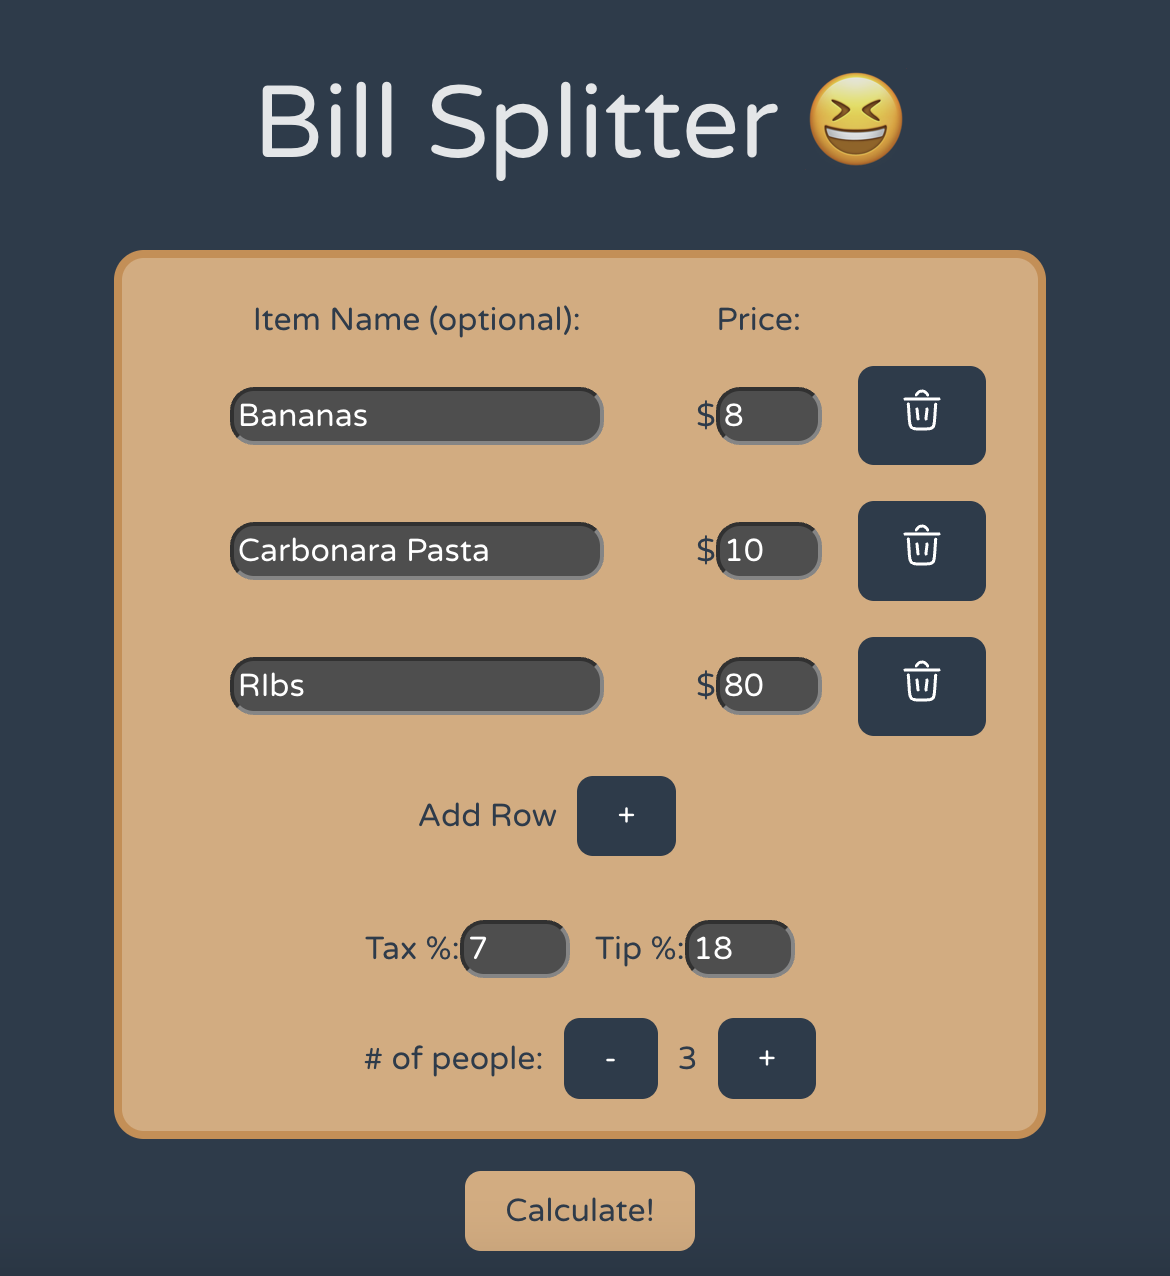 Bill Splitter 😆
Item Name (optional): Price:
Bananas $8
Carbonara Pasta $10
RIbs $80
Add Row +
Tax %: 7 Tip %: 18
# of people: - 3 +
Calculate!